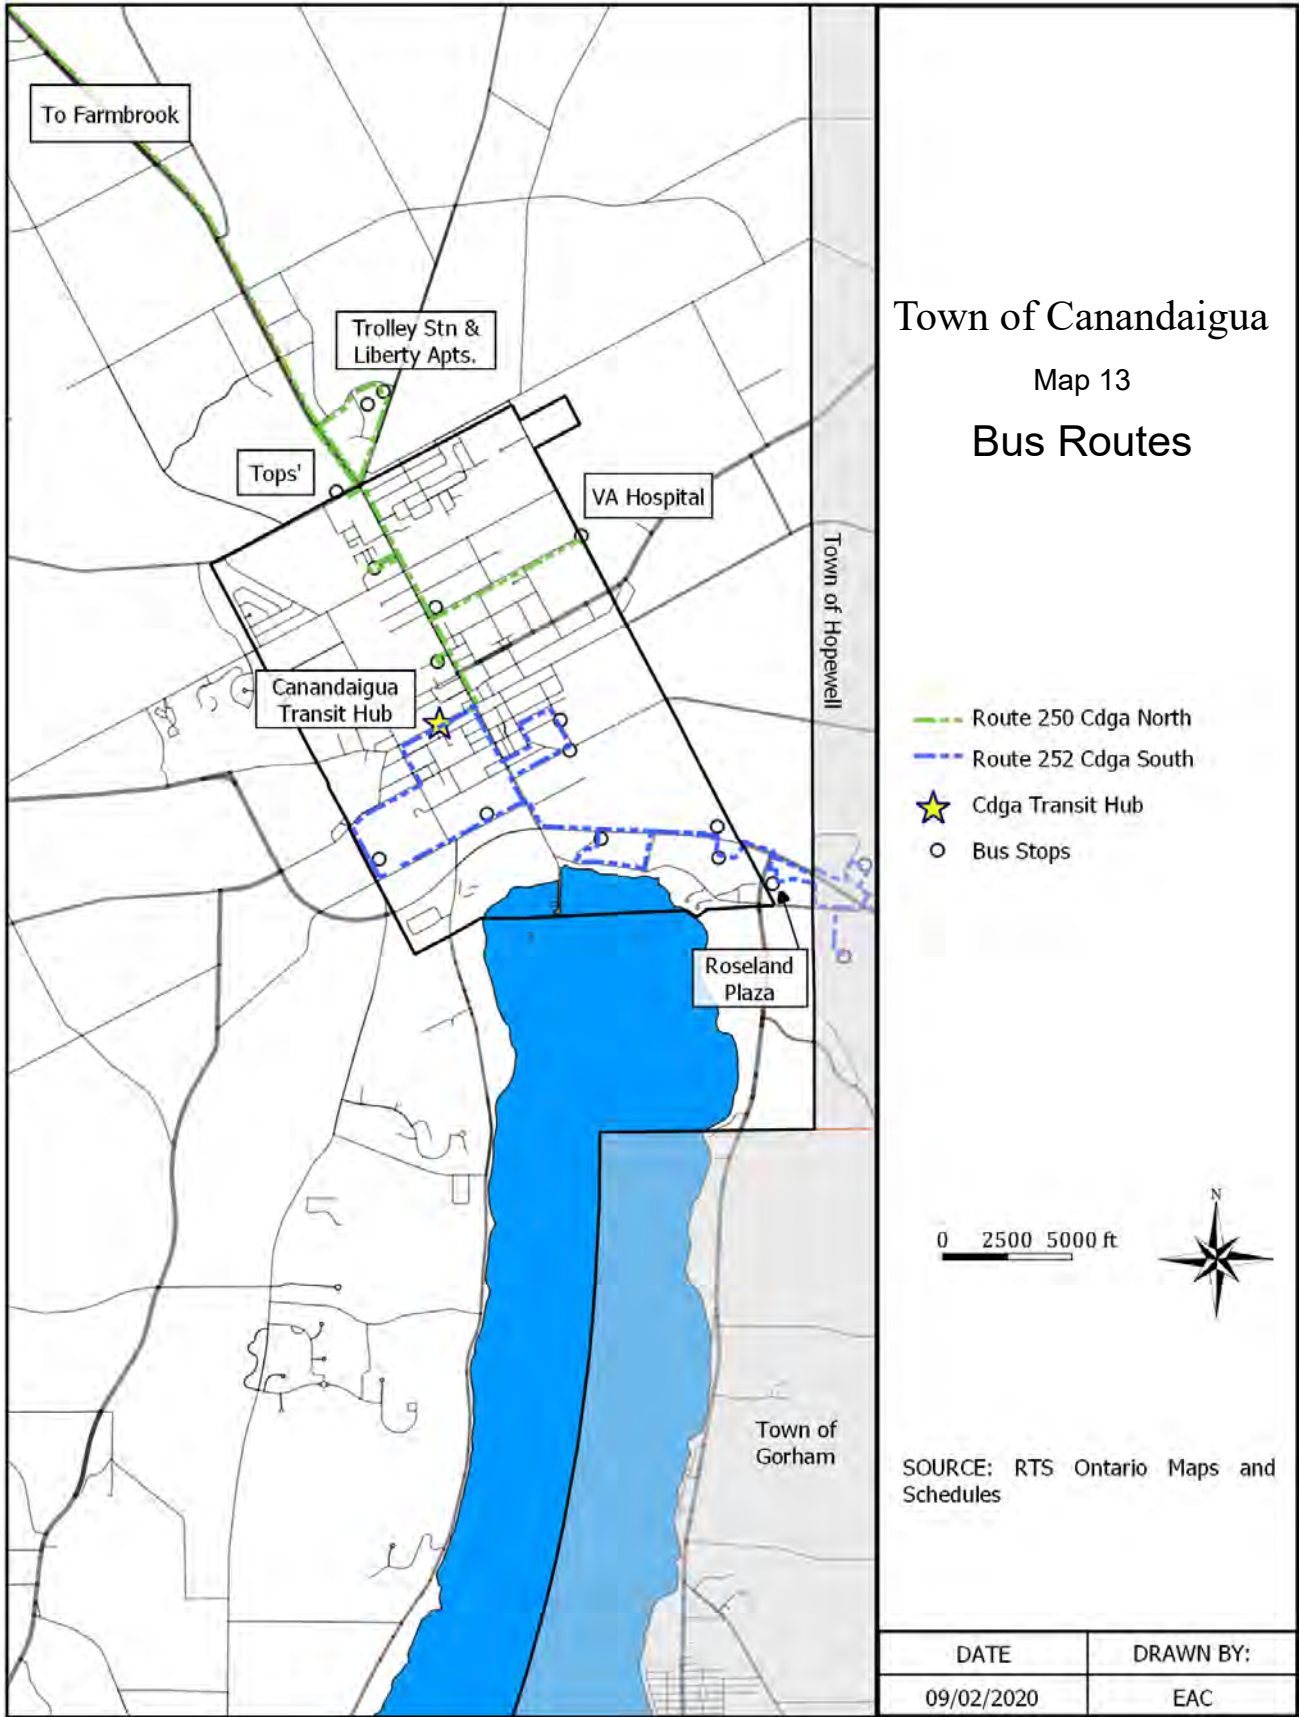 To Farmbrook
Trolley Stn &
Liberty Apts.
Tops'
VA Hospital
Canandaigua
Transit Hub
Town of Hopewell
Roseland
Plaza
Town of
Gorham
Town of Canandaigua
Map 13
Bus Routes
Route 250 Cdga North
Route 252 Cdga South
Cdga Transit Hub
Bus Stops
N
0 2500 5000 ft
SOURCE: RTS Ontario Maps and
Schedules
DATE DRAWN BY:
09/02/2020 EAC